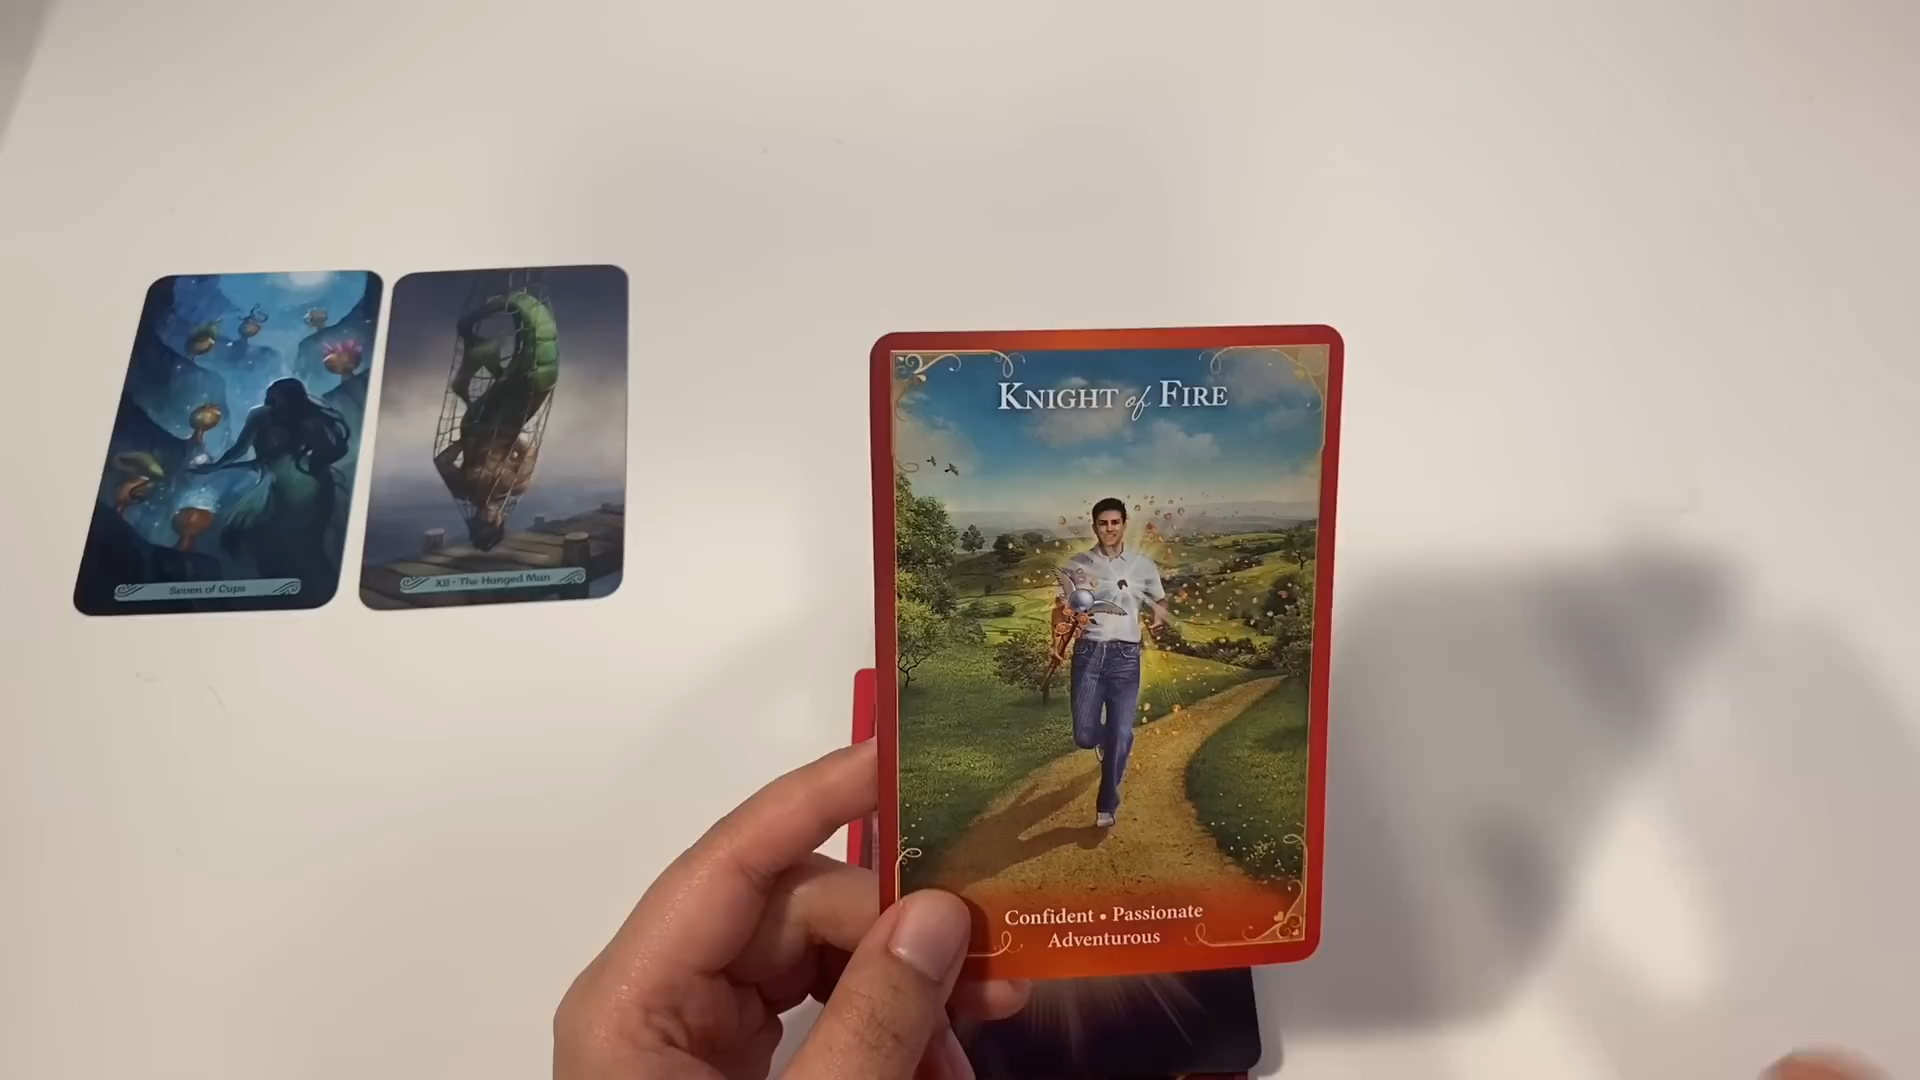 Seven of Cups
XII - The Hanged Man
KNIGHT of FIRE
Confident • Passionate
Adventurous